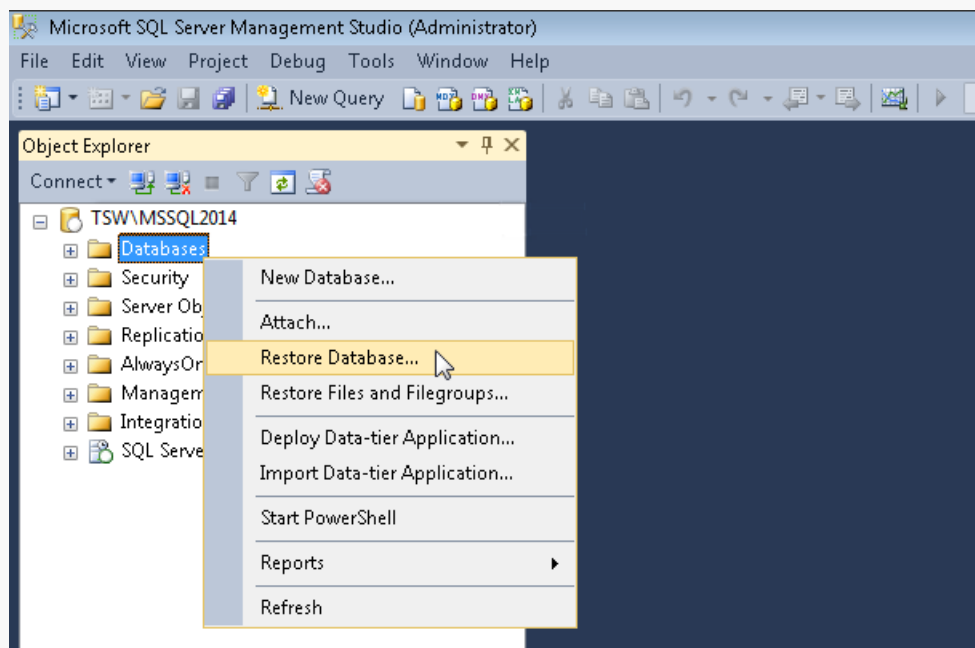 Microsoft SQL Server Management Studio (Administrator)
File Edit View Project Debug Tools Window Help
New Query
Object Explorer
Connect
TSW\MSSQL2014
Databases
Security
Server Ob
Replicatio
AlwaysOr
Managem
Integratio
SQL Serve
New Database...
Attach...
Restore Database...
Restore Files and Filegroups...
Deploy Data-tier Application...
Import Data-tier Application...
Start PowerShell
Reports
Refresh